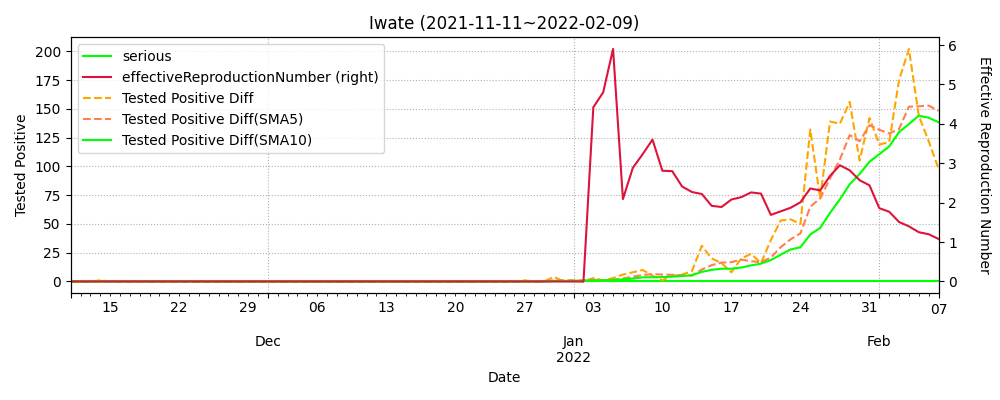 Iwate (2021-11-11~2022-02-09)
serious
effectiveReproductionNumber (right)
Tested Positive Diff
Tested Positive Diff(SMA5)
Tested Positive Diff(SMA10)
Tested Positive
200
175
150
125
100
75
50
25
0
6
5
4
3
2
1
0
Effective Reproduction Number
15 22 29 06 13 20 27 03 10 17 24 31 07
Dec Jan Feb
2022
Date